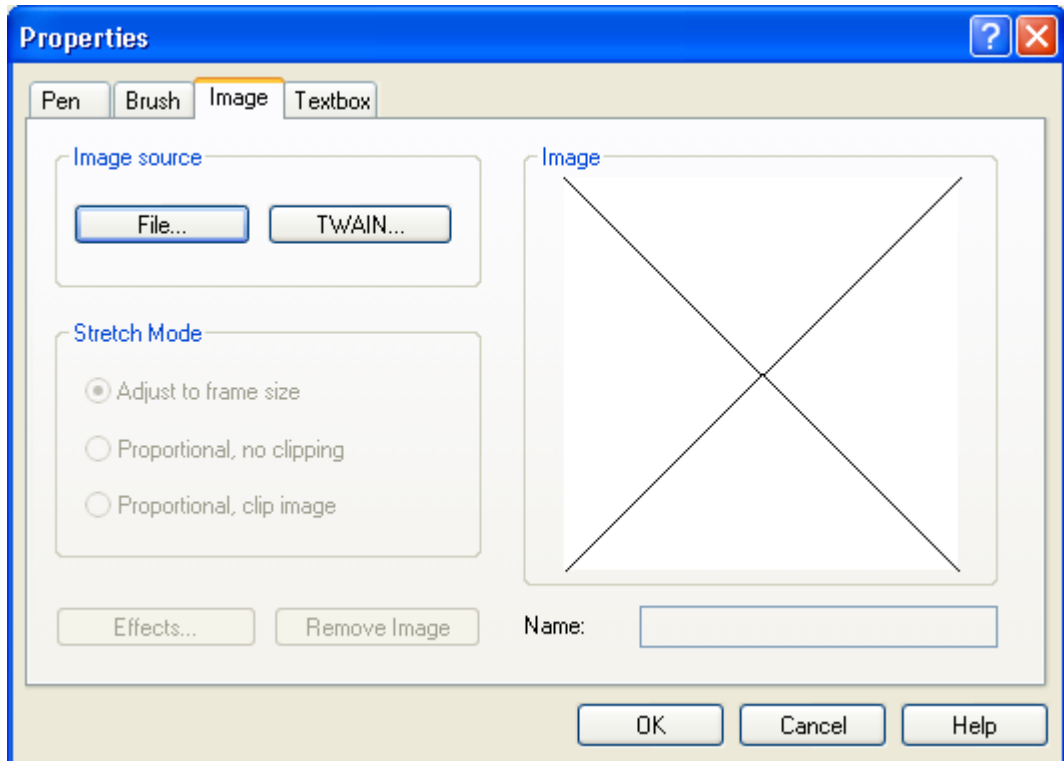 Properties
Pen Brush Image Textbox
Image source
File... TWAIN...
Stretch Mode
Adjust to frame size
Proportional, no clipping
Proportional, clip image
Effects... Remove Image
Image
Name:
OK Cancel Help